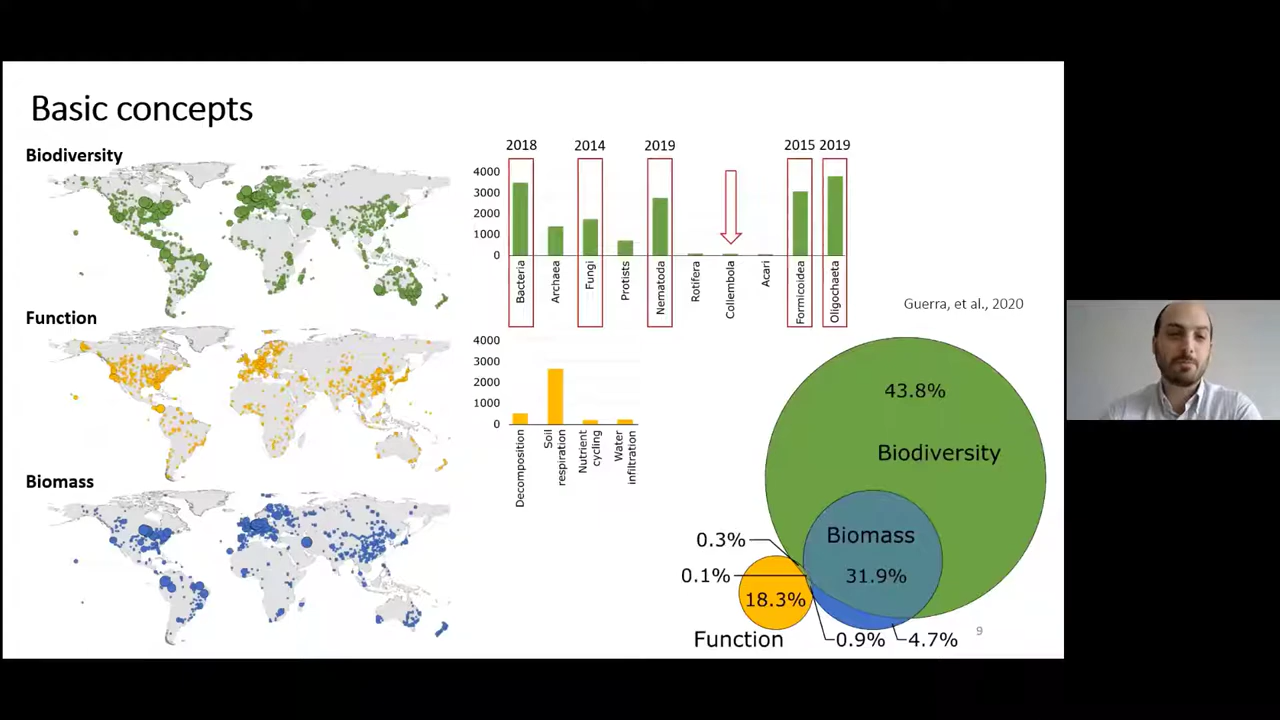 Basic concepts
Biodiversity
2018 2014 2019 2015 2019
4000
3000
2000
1000
0
Bacteria
Archaea
Fungi
Protists
Nematoda
Rotifera
Collembola
Acari
Formicoidea
Oligochaeta
Guerra, et al., 2020
Function
4000
3000
2000
1000
0
Decomposition
Soil
respiration
Nutrient
cycling
Water
infiltration
Biomass
43.8%
Biodiversity
Biomass
31.9%
0.3%
0.1%
18.3%
Function
0.9%
4.7%
9